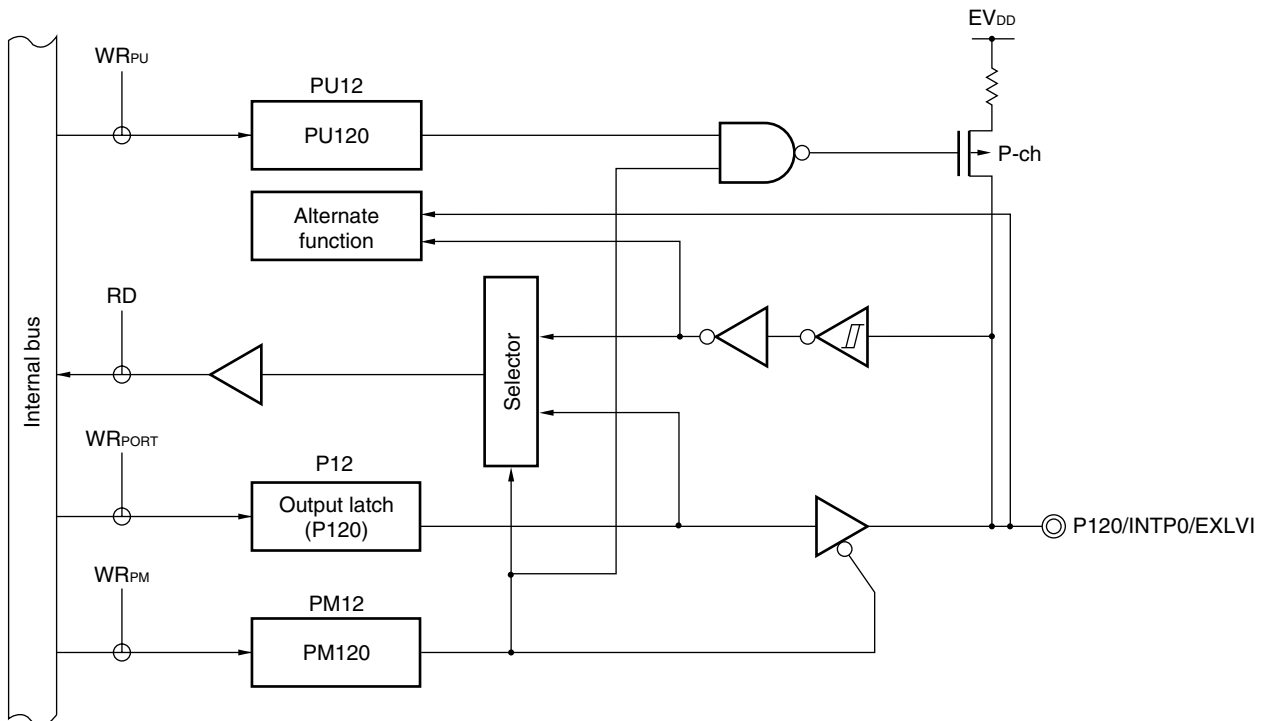 EVDD
WRPU
PU12
PU120
P-ch
Alternate
function
RD
Internal bus
Selector
WRPORT
P12
Output latch
(P120)
P120/INTP0/EXLVI
WRPM
PM12
PM120